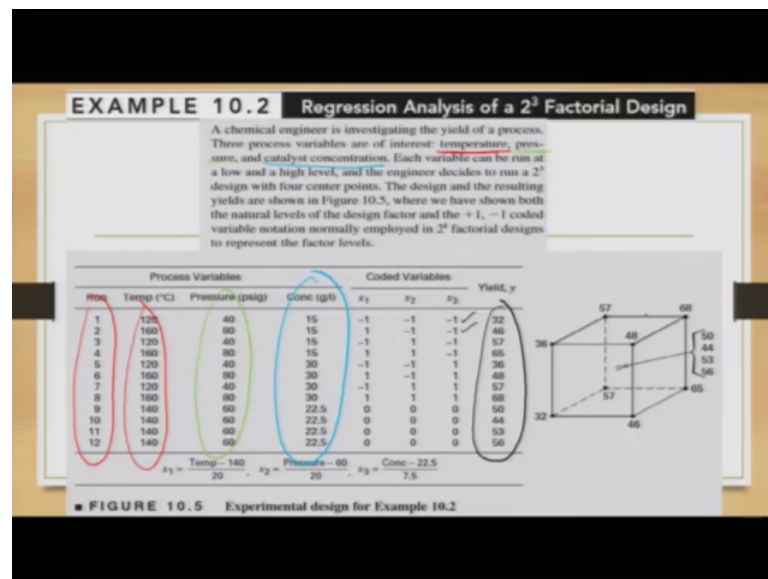 EXAMPLE 10.2 Regression Analysis of a 2³ Factorial Design
A chemical engineer is investigating the yield of a process.
Three process variables are of interest: temperature, pres-
sure, and catalyst concentration. Each variable can be run at
a low and a high level, and the engineer decides to run a 2³
design with four center points. The design and the resulting
yields are shown in Figure 10.5, where we have shown both
the natural levels of the design factor and the +1, −1 coded
variable notation normally employed in 2ᵏ factorial designs
to represent the factor levels.
Process Variables Coded Variables
Run Temp (°C) Pressure (psig) Conc (g/l) x₁ x₂ x₃ Yield, y
1 120 40 15 −1 −1 −1 32
2 160 80 15 1 −1 −1 46
3 120 40 15 −1 1 −1 57
4 160 80 15 1 1 −1 65
5 120 40 30 −1 −1 1 36
6 160 80 30 1 −1 1 48
7 120 40 30 −1 1 1 57
8 160 80 30 1 1 1 68
9 140 60 22.5 0 0 0 50
10 140 60 22.5 0 0 0 44
11 140 60 22.5 0 0 0 53
12 140 60 22.5 0 0 0 56
x₁ = Temp − 140 / 20 , x₂ = Pressure − 60 / 20 , x₃ = Conc − 22.5 / 7.5
57 68
36 48 50
44
53
56
57 65
32 46
■ FIGURE 10.5 Experimental design for Example 10.2